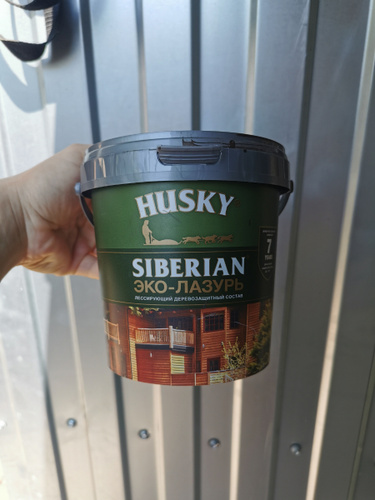 HUSKY
SIBERIAN
ЭКО-ЛАЗУРЬ
ЛЕССИРУЮЩИЙ ДЕРЕВОЗАЩИТНЫЙ СОСТАВ
7